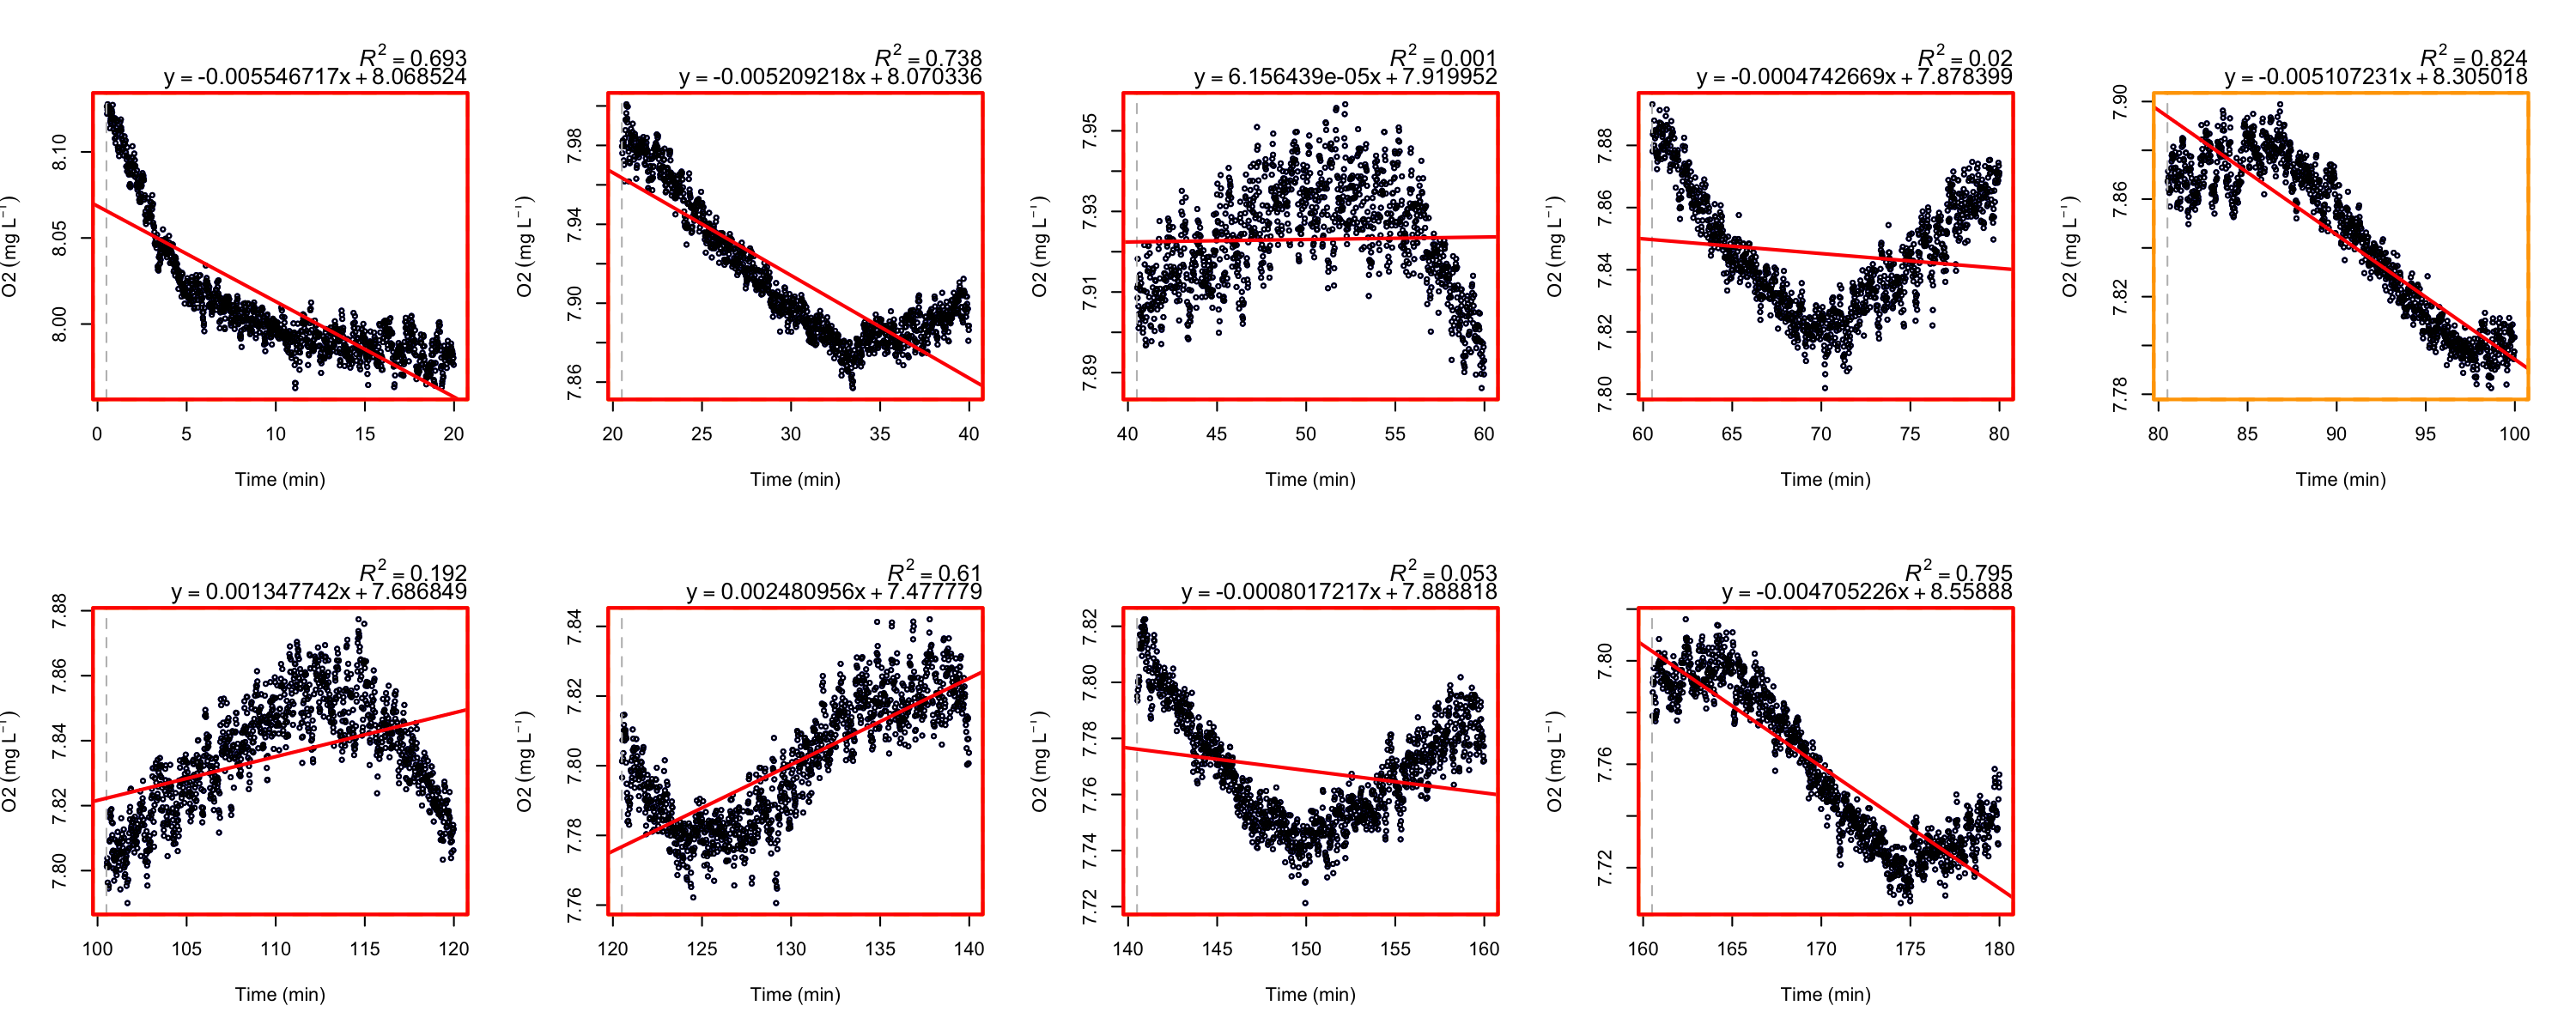 R² = 0.693
y = -0.005546717x + 8.068524
O2 (mg L⁻¹)
8.10
8.05
8.00
0 5 10 15 20
Time (min)
R² = 0.738
y = -0.005209218x + 8.070336
O2 (mg L⁻¹)
7.98
7.94
7.90
7.86
20 25 30 35 40
Time (min)
R² = 0.001
y = 6.156439e-05x + 7.919952
O2 (mg L⁻¹)
7.95
7.93
7.91
7.89
40 45 50 55 60
Time (min)
R² = 0.02
y = -0.0004742669x + 7.878399
O2 (mg L⁻¹)
7.88
7.86
7.84
7.82
7.80
60 65 70 75 80
Time (min)
R² = 0.824
y = -0.005107231x + 8.305018
O2 (mg L⁻¹)
7.90
7.86
7.82
7.78
80 85 90 95 100
Time (min)
R² = 0.192
y = 0.001347742x + 7.686849
O2 (mg L⁻¹)
7.88
7.86
7.84
7.82
7.80
100 105 110 115 120
Time (min)
R² = 0.61
y = 0.002480956x + 7.477779
O2 (mg L⁻¹)
7.84
7.82
7.80
7.78
7.76
120 125 130 135 140
Time (min)
R² = 0.053
y = -0.0008017217x + 7.888818
O2 (mg L⁻¹)
7.82
7.80
7.78
7.76
7.74
7.72
140 145 150 155 160
Time (min)
R² = 0.795
y = -0.004705226x + 8.55888
O2 (mg L⁻¹)
7.80
7.76
7.72
160 165 170 175 180
Time (min)